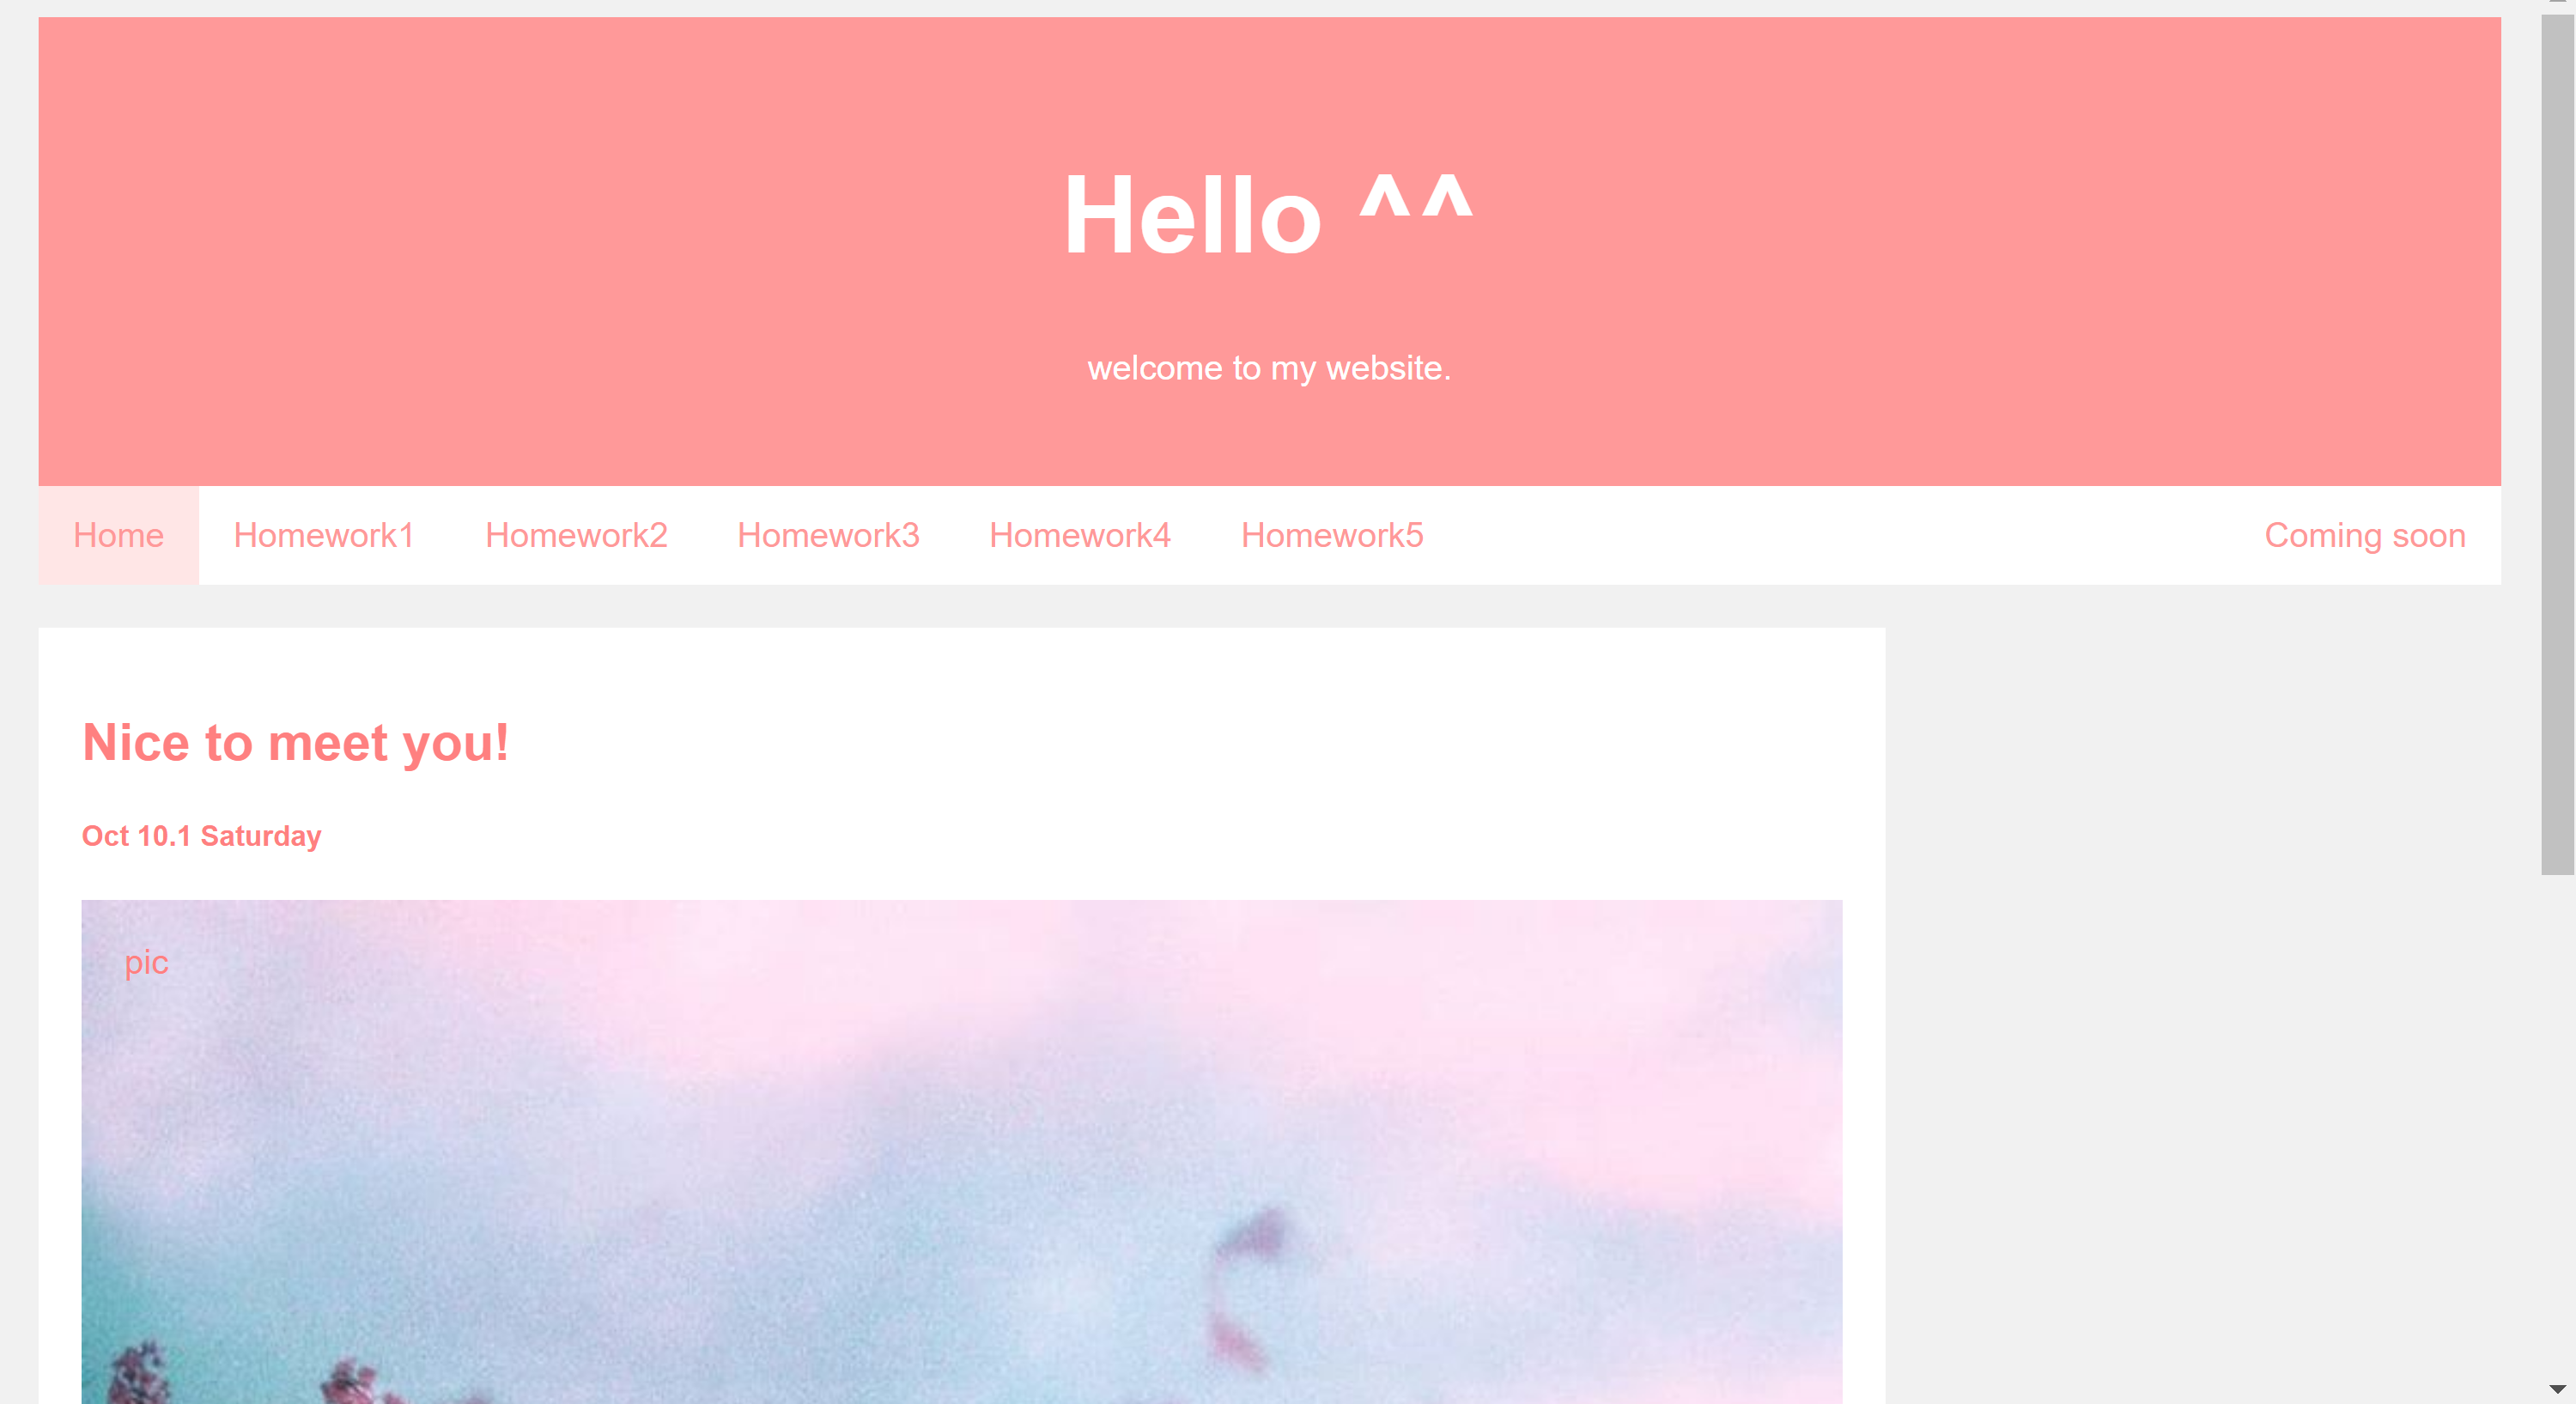 Hello ^^
welcome to my website.
Home Homework1 Homework2 Homework3 Homework4 Homework5 Coming soon
Nice to meet you!
Oct 10.1 Saturday
pic